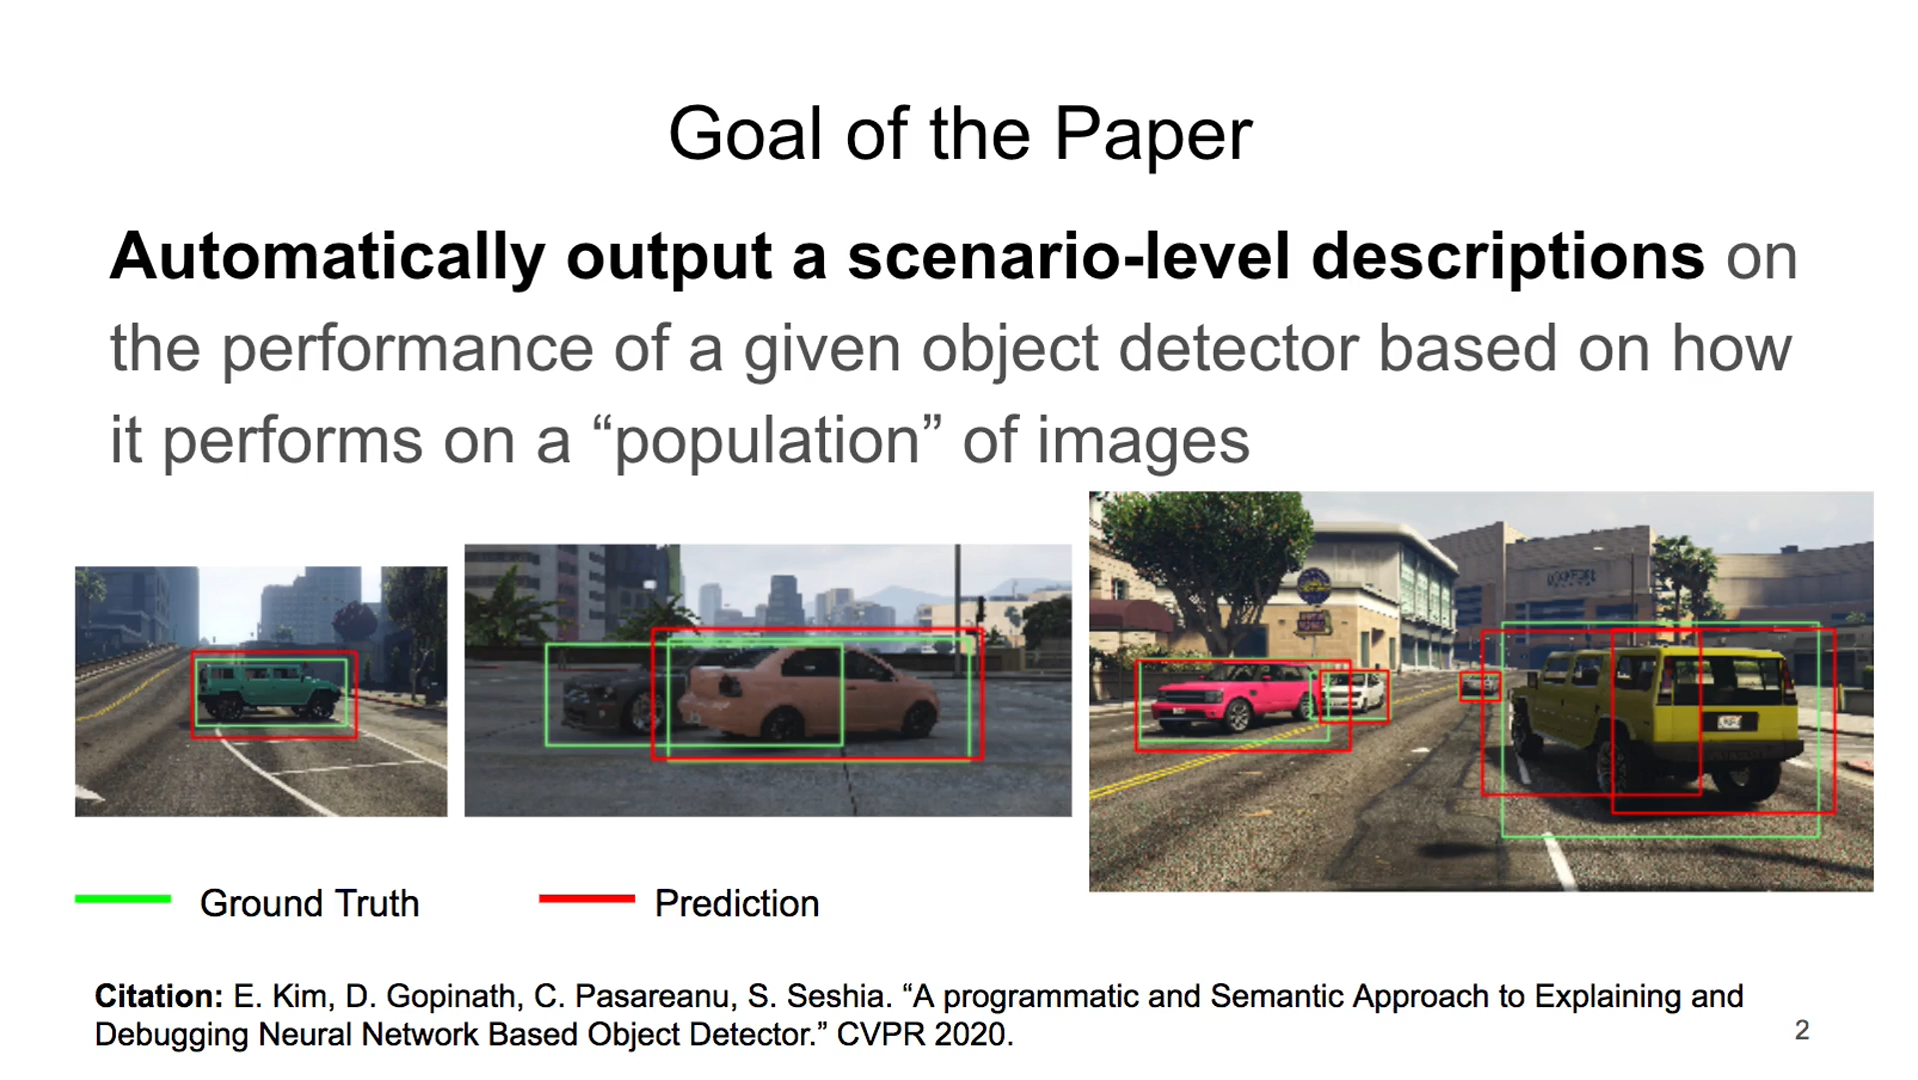 Goal of the Paper
Automatically output a scenario-level descriptions on
the performance of a given object detector based on how
it performs on a “population” of images
Ground Truth
Prediction
Citation: E. Kim, D. Gopinath, C. Pasareanu, S. Seshia. “A programmatic and Semantic Approach to Explaining and
Debugging Neural Network Based Object Detector.” CVPR 2020.
2